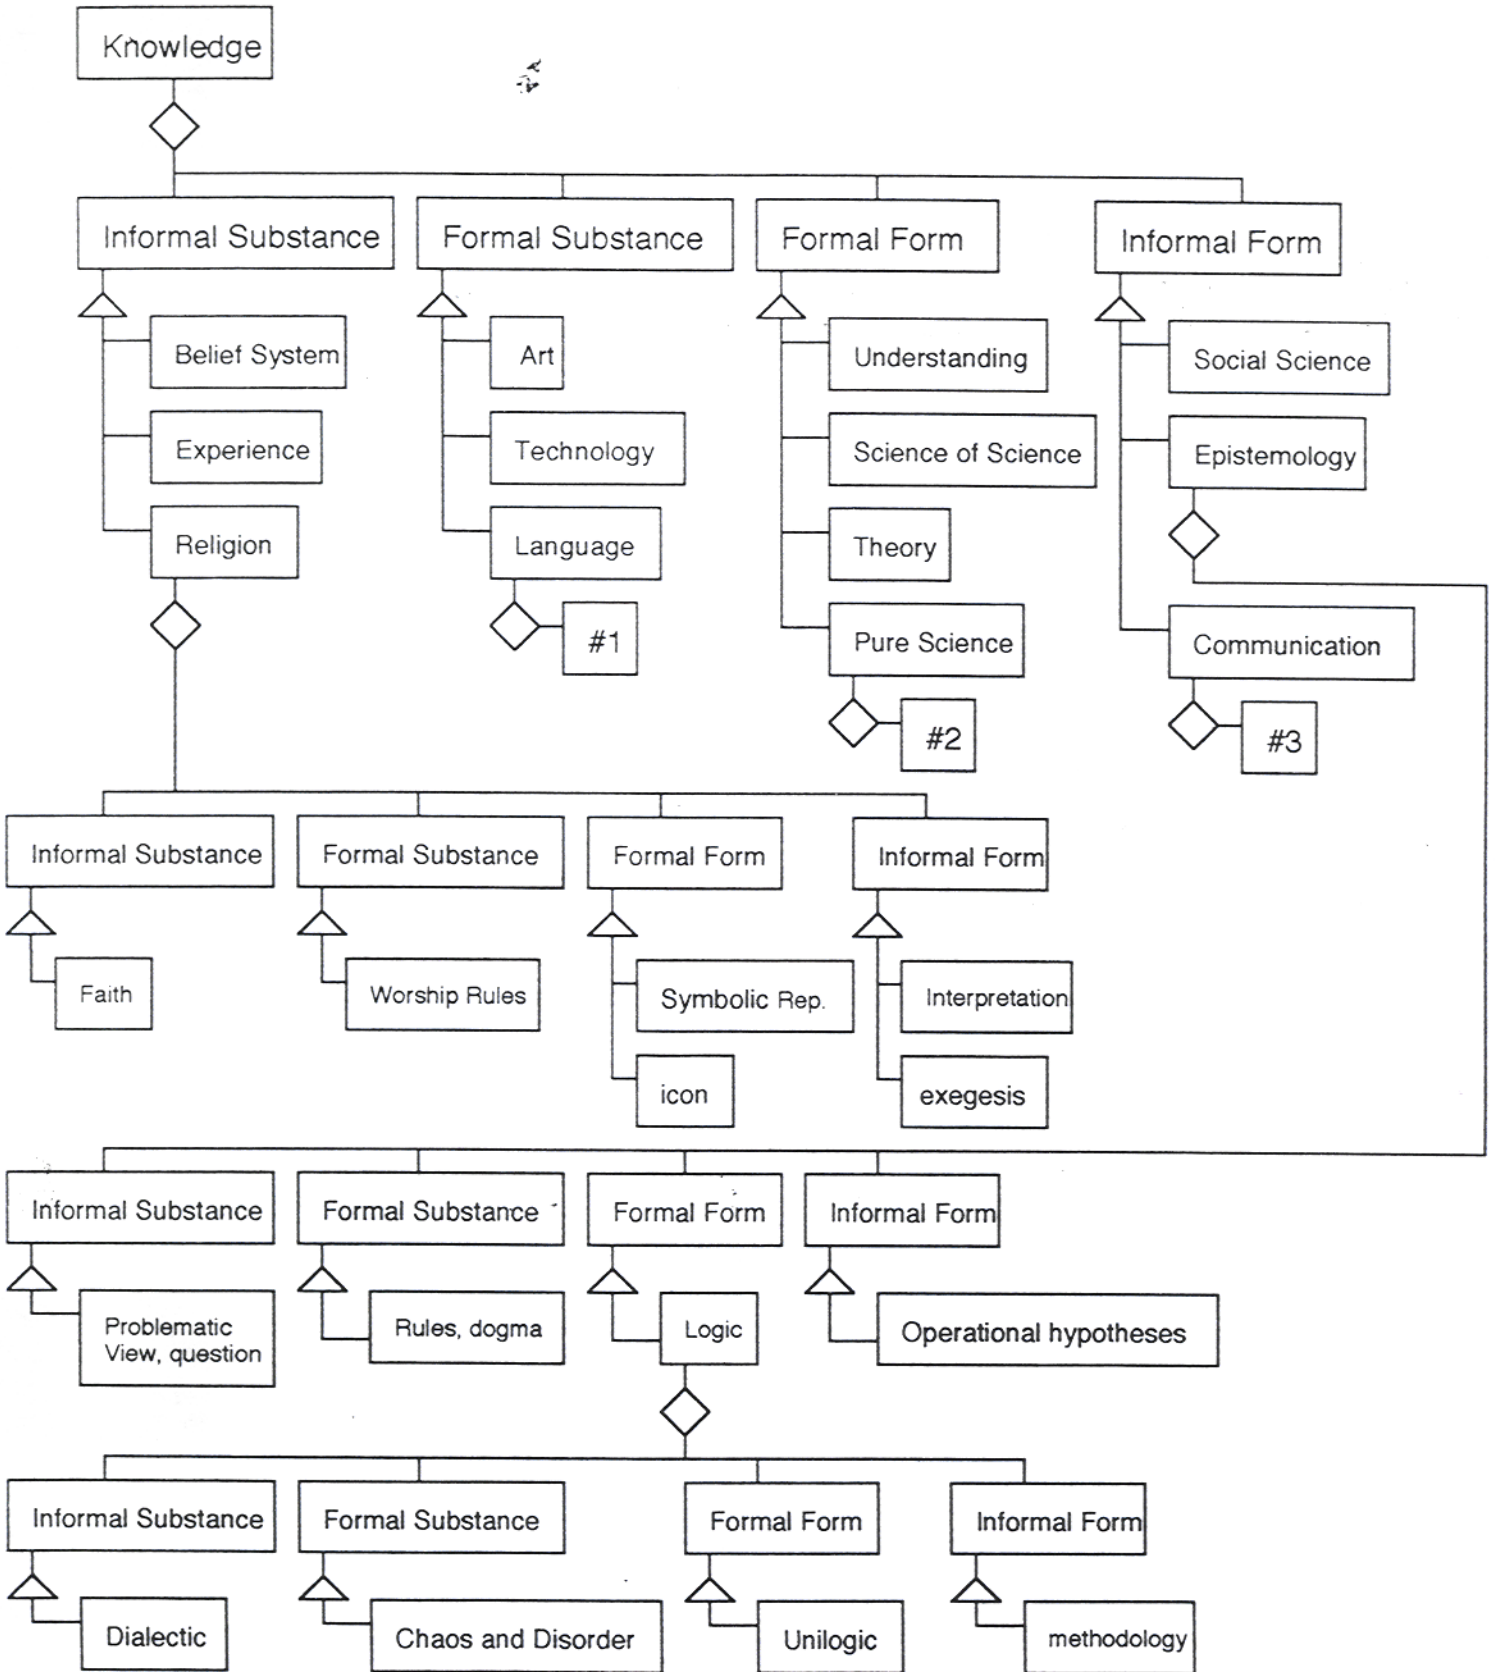 Knowledge
Informal Substance
Formal Substance
Formal Form
Informal Form
Belief System
Art
Understanding
Social Science
Experience
Technology
Science of Science
Epistemology
Religion
Language
Theory
#1
Pure Science
Communication
#2
#3
Informal Substance
Formal Substance
Formal Form
Informal Form
Faith
Worship Rules
Symbolic Rep.
Interpretation
icon
exegesis
Informal Substance
Formal Substance
Formal Form
Informal Form
Problematic
View, question
Rules, dogma
Logic
Operational hypotheses
Informal Substance
Formal Substance
Formal Form
Informal Form
Dialectic
Chaos and Disorder
Unilogic
methodology